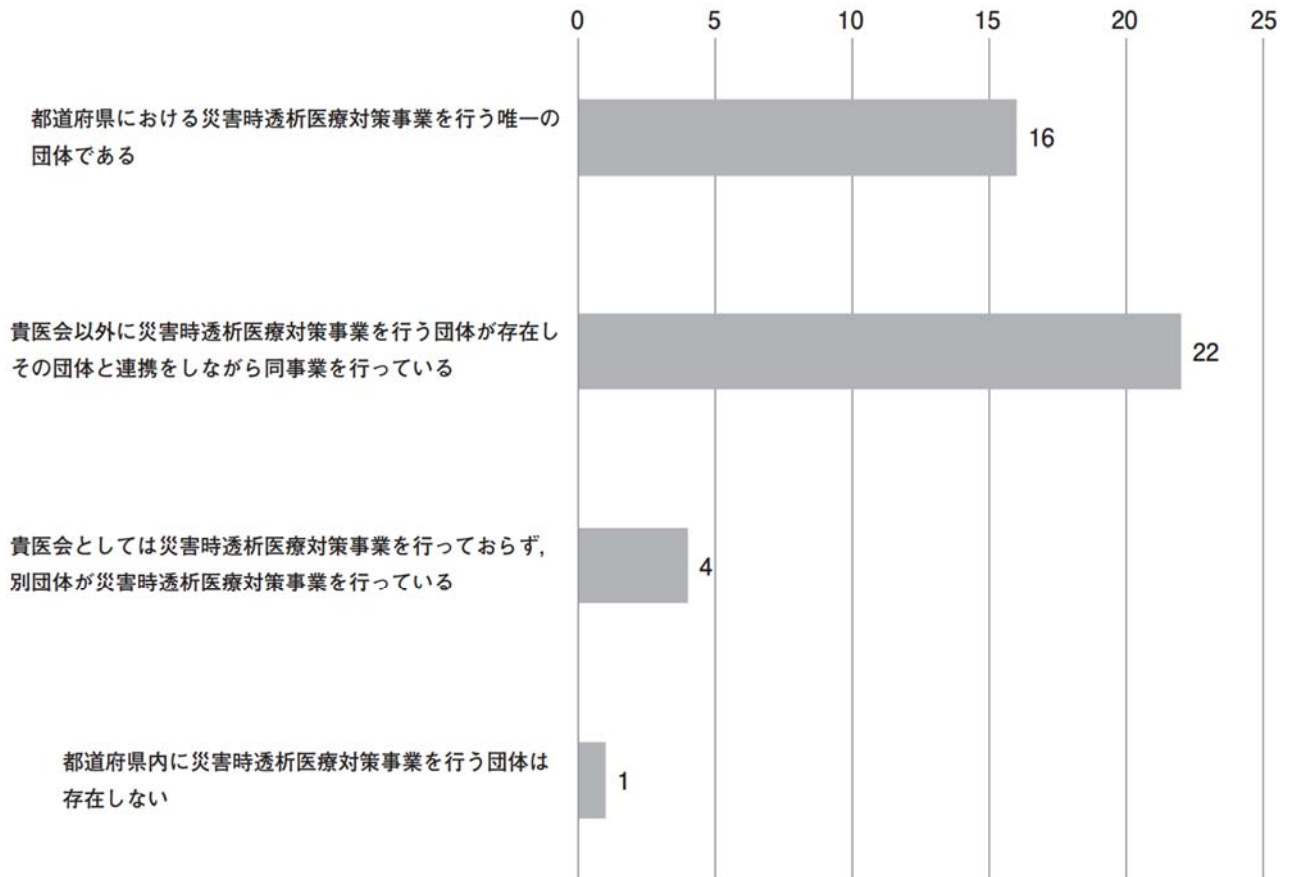 0 5 10 15 20 25
都道府県における災害時透析医療対策事業を行う唯一の
団体である
16
貴医会以外に災害時透析医療対策事業を行う団体が存在し
その団体と連携をしながら同事業を行っている
22
貴医会としては災害時透析医療対策事業を行っておらず,
別団体が災害時透析医療対策事業を行っている
4
都道府県内に災害時透析医療対策事業を行う団体は
存在しない
1